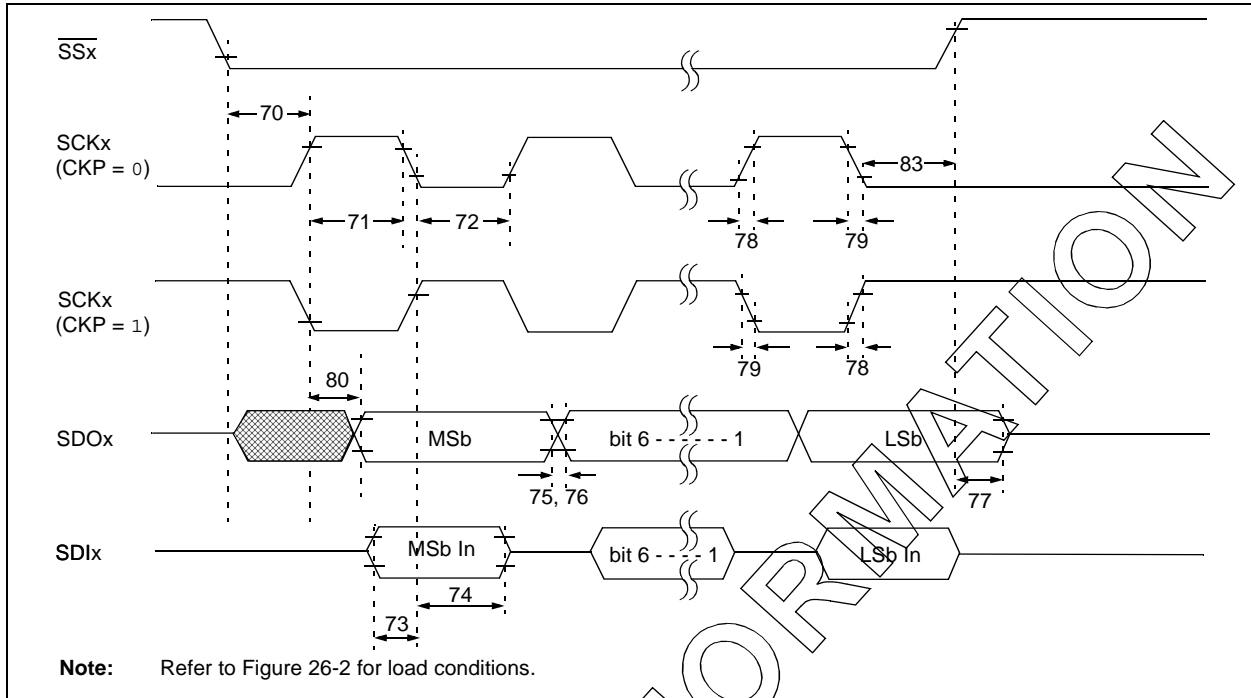 SSx
70
SCKx
(CKP = 0)
83
71
72
78
79
SCKx
(CKP = 1)
79
78
80
SDOx
MSb
bit 6 - - - - - - 1
LSb
75, 76
77
SDIx
MSb In
bit 6 - - - - 1
LSb In
74
73
Note: Refer to Figure 26-2 for load conditions.
ORMATION